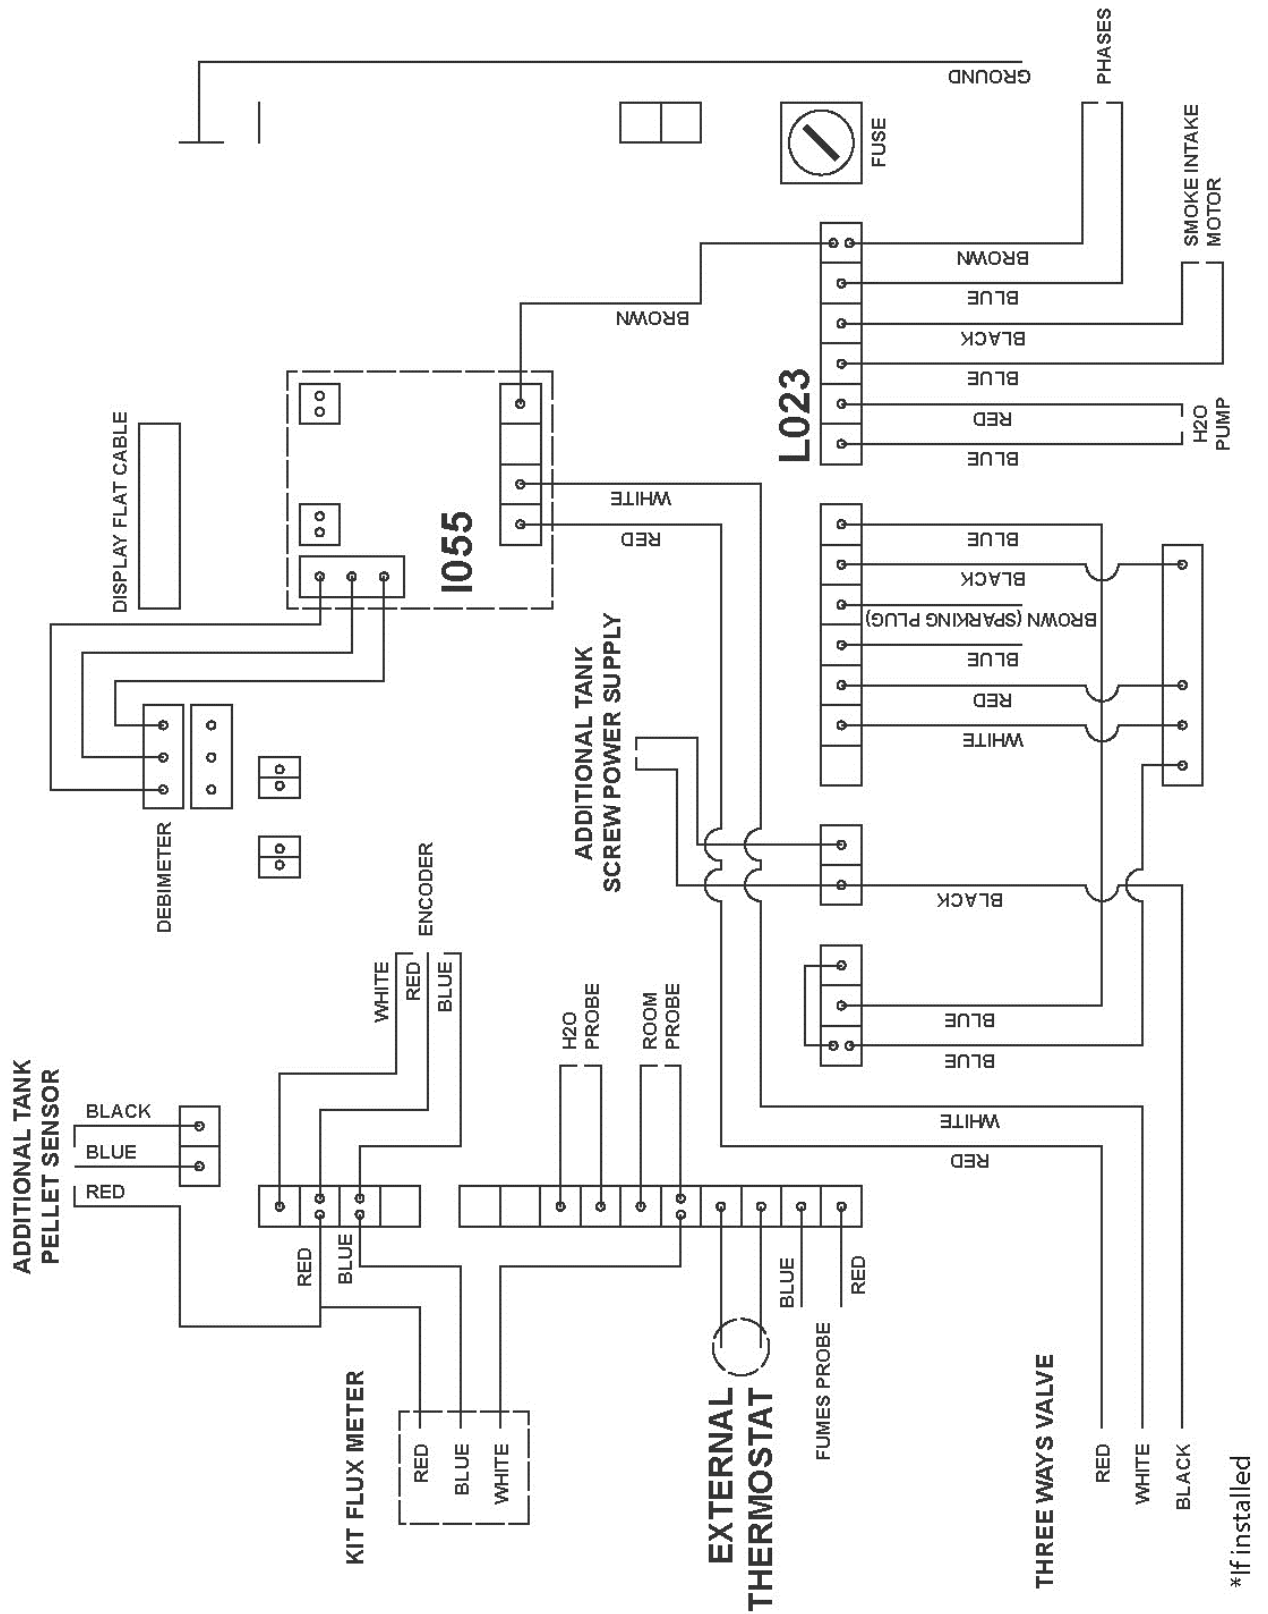 GROUND
PHASES
FUSE
SMOKE INTAKE
MOTOR
BROWN
BLUE
BLACK
BLUE
RED
BLUE
H2O
PUMP
L023
BROWN
DISPLAY FLAT CABLE
I055
WHITE
RED
BLUE
BLACK
BROWN (SPARKING PLUG)
BLUE
RED
WHITE
ADDITIONAL TANK
SCREW POWER SUPPLY
DEBIMETER
ENCODER
WHITE
RED
BLUE
BLACK
H2O
PROBE
ROOM
PROBE
BLUE
BLUE
WHITE
RED
ADDITIONAL TANK
PELLET SENSOR
BLACK
BLUE
RED
RED
BLUE
BLUE
RED
FUMES PROBE
KIT FLUX METER
RED
BLUE
WHITE
EXTERNAL
THERMOSTAT
THREE WAYS VALVE
RED
WHITE
BLACK
*If installed